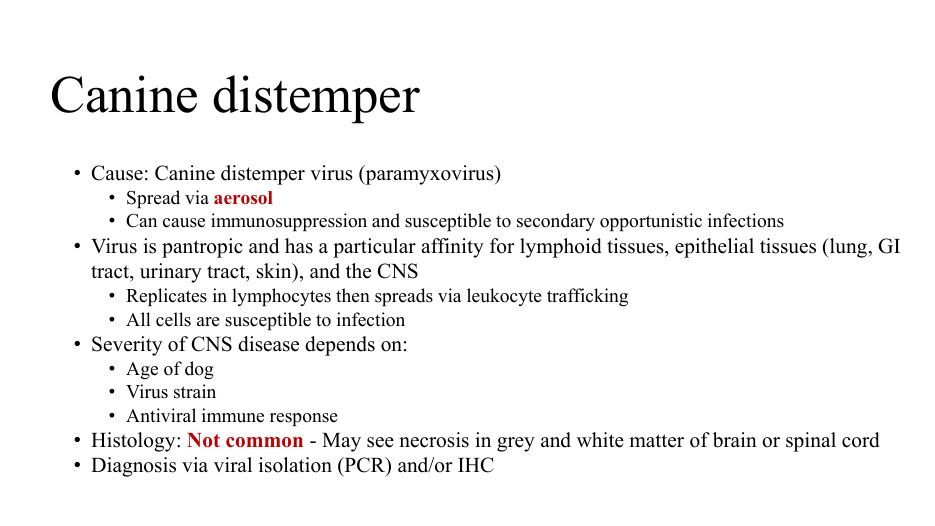 Canine distemper
• Cause: Canine distemper virus (paramyxovirus)
• Spread via aerosol
• Can cause immunosuppression and susceptible to secondary opportunistic infections
• Virus is pantropic and has a particular affinity for lymphoid tissues, epithelial tissues (lung, GI
tract, urinary tract, skin), and the CNS
• Replicates in lymphocytes then spreads via leukocyte trafficking
• All cells are susceptible to infection
• Severity of CNS disease depends on:
• Age of dog
• Virus strain
• Antiviral immune response
• Histology: Not common - May see necrosis in grey and white matter of brain or spinal cord
• Diagnosis via viral isolation (PCR) and/or IHC